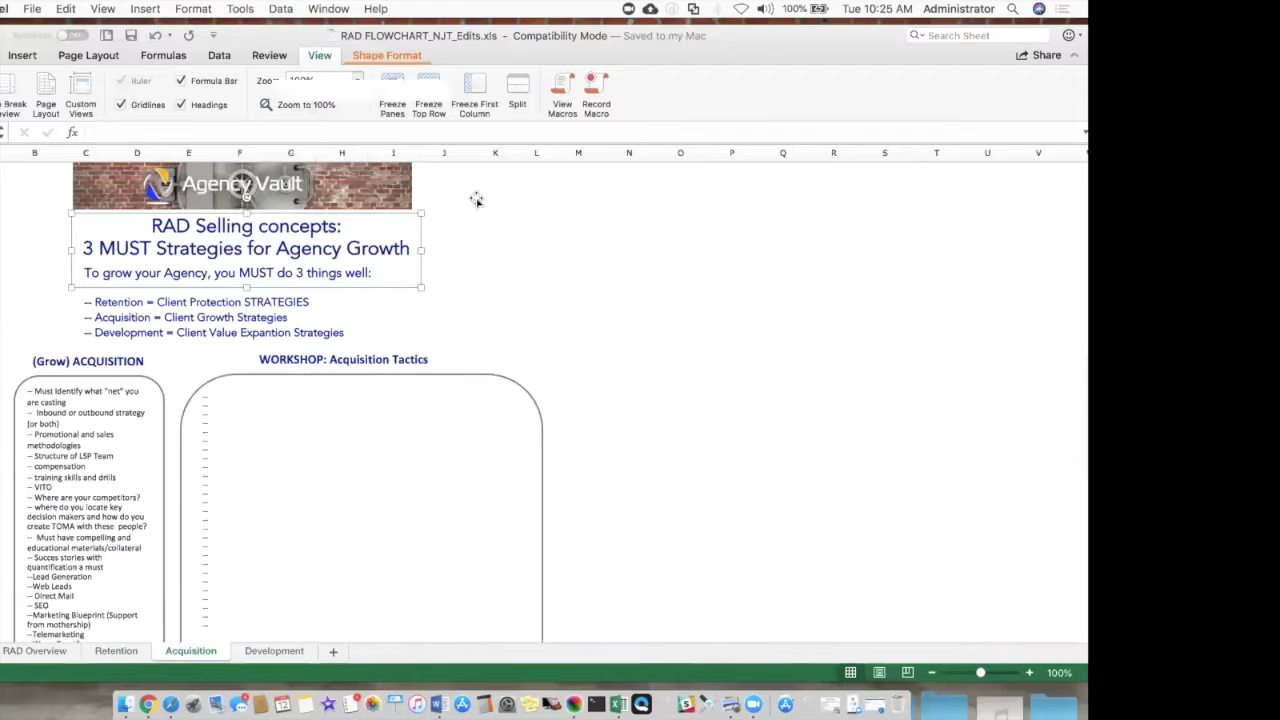 File Edit View Insert Format Tools Data Window Help 100% Tue 10:25 AM Administrator
RAD FLOWCHART_NJT_Edits.xls - Compatibility Mode — Saved to my Mac Search Sheet
Insert Page Layout Formulas Data Review View Shape Format Share
Ruler Formula Bar 100%
Page Layout Custom Views Gridlines Headings Zoom to 100% Freeze Panes Freeze Top Row Freeze First Column Split View Macros Record Macro
fx
B C D E F G H I J K L M N O P Q R S T U V
Agency Vault
RAD Selling concepts:
3 MUST Strategies for Agency Growth
To grow your Agency, you MUST do 3 things well:
-- Retention = Client Protection STRATEGIES
-- Acquisition = Client Growth Strategies
-- Development = Client Value Expantion Strategies
(Grow) ACQUISITION
WORKSHOP: Acquisition Tactics
-- Must Identify what "net" you
are casting
-- Inbound or outbound strategy
(or both)
-- Promotional and sales
methodologies
-- Structure of LSP Team
-- compensation
-- training skills and drills
-- VITO
-- Where are your competitors?
-- where do you locate key
decision makers and how do you
create TOMA with these people?
-- Must have compelling and
educational materials/collateral
-- Succes stories with
quantification a must
--Lead Generation
--Web Leads
-- Direct Mail
-- SEO
--Marketing Blueprint (Support
from mothership)
--Telemarketing
RAD Overview Retention Acquisition Development +
100%